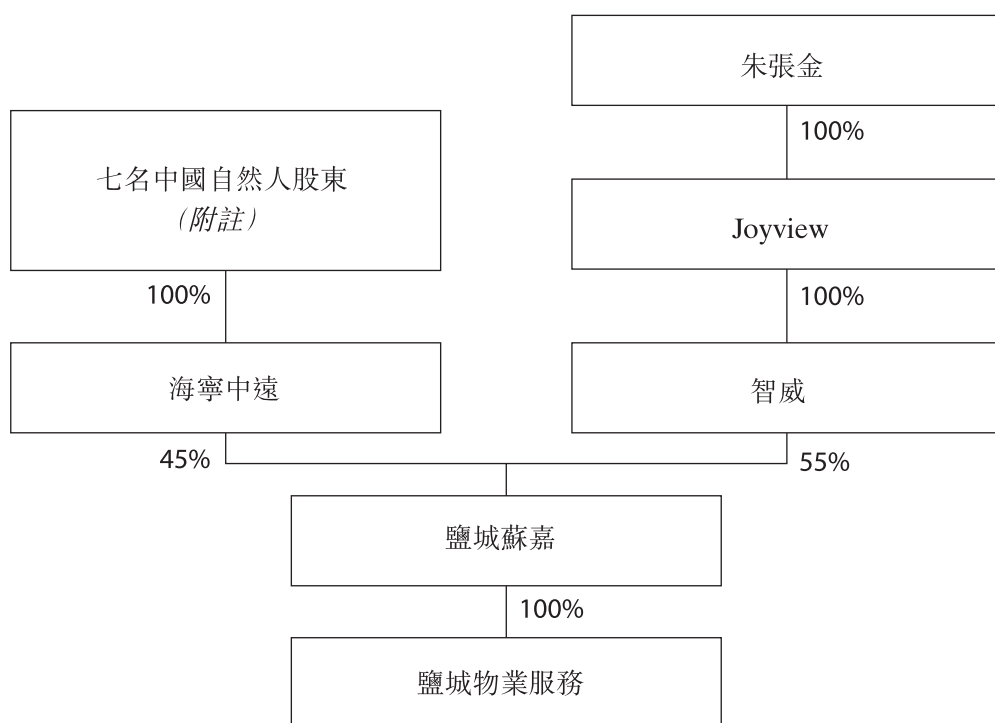 朱張金
100%
七名中國自然人股東
（附註）
Joyview
100%
100%
海寧中遠
智威
45%
55%
鹽城蘇嘉
100%
鹽城物業服務